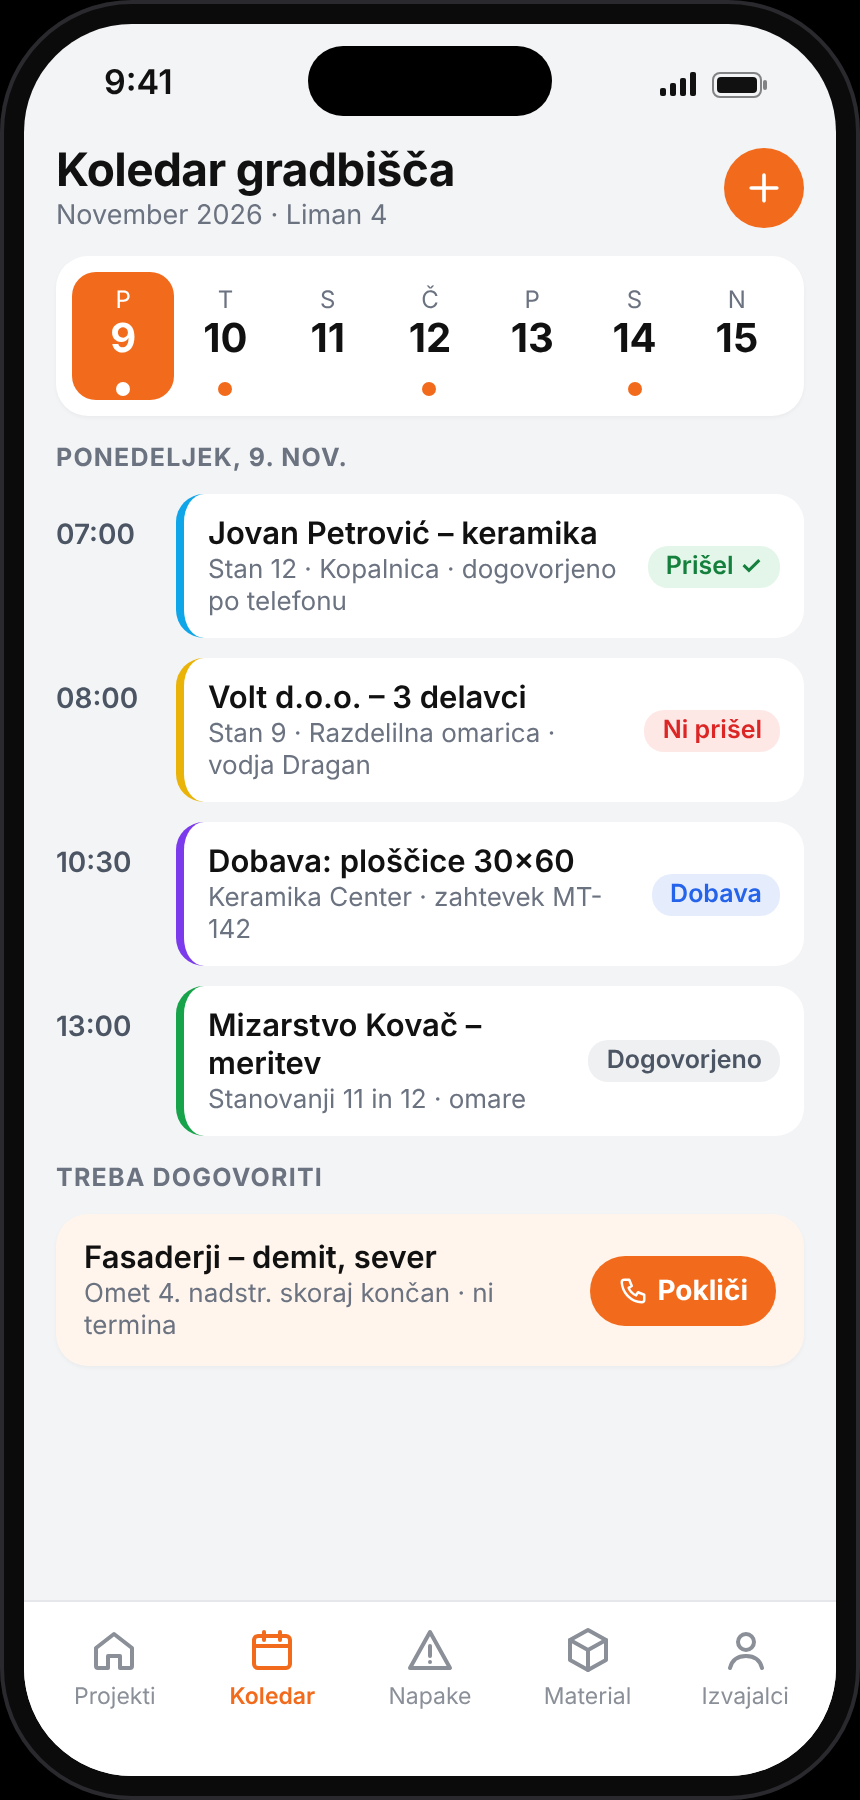 9:41
Koledar gradbišča
November 2026 · Liman 4
P T S Č P S N
9 10 11 12 13 14 15
PONEDELJEK, 9. NOV.
07:00
Jovan Petrović – keramika
Stan 12 · Kopalnica · dogovorjeno
po telefonu
Prišel ✓
08:00
Volt d.o.o. – 3 delavci
Stan 9 · Razdelilna omarica ·
vodja Dragan
Ni prišel
10:30
Dobava: ploščice 30×60
Keramika Center · zahtevek MT-
142
Dobava
13:00
Mizarstvo Kovač –
meritev
Stanovanji 11 in 12 · omare
Dogovorjeno
TREBA DOGOVORITI
Fasaderji – demit, sever
Omet 4. nadstr. skoraj končan · ni
termina
Pokliči
Projekti Koledar Napake Material Izvajalci